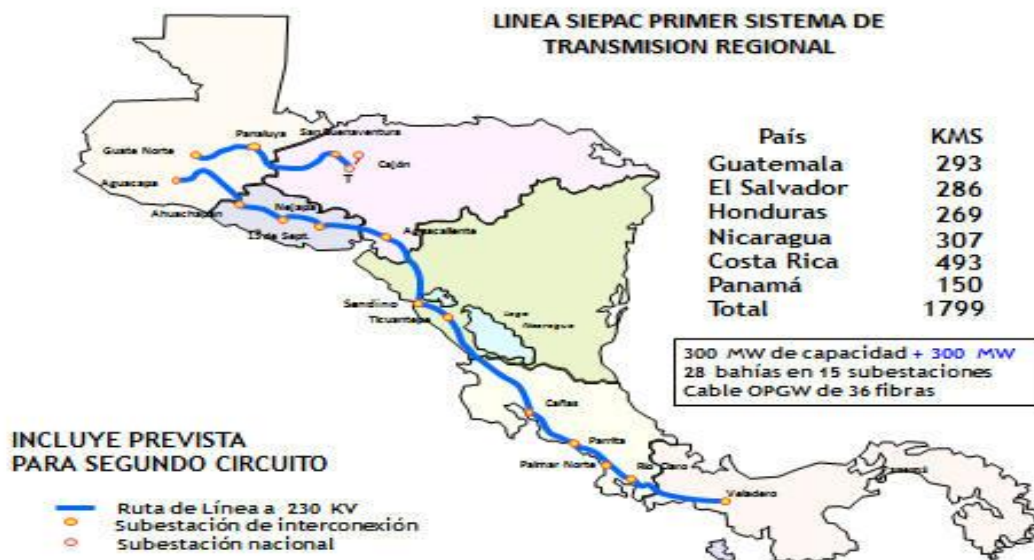 LINEA SIEPAC PRIMER SISTEMA DE
TRANSMISION REGIONAL
País KMS
Guatemala 293
El Salvador 286
Honduras 269
Nicaragua 307
Costa Rica 493
Panamá 150
Total 1799
300 MW de capacidad + 300 MW
28 bahías en 15 subestaciones
Cable OPGW de 36 fibras
Panaluya
San Buenaventura
Guate Norte
Cajón
T
Aguacapa
Ahuachapán
Nejapa
15 de Sept.
Aguacaliente
Sandino
Ticuantepe
Lago
Nicaragua
Cañas
Parrita
Palmar Norte
Río Claro
Panamá
Veladero
INCLUYE PREVISTA
PARA SEGUNDO CIRCUITO
Ruta de Línea a 230 KV
Subestación de interconexión
Subestación nacional